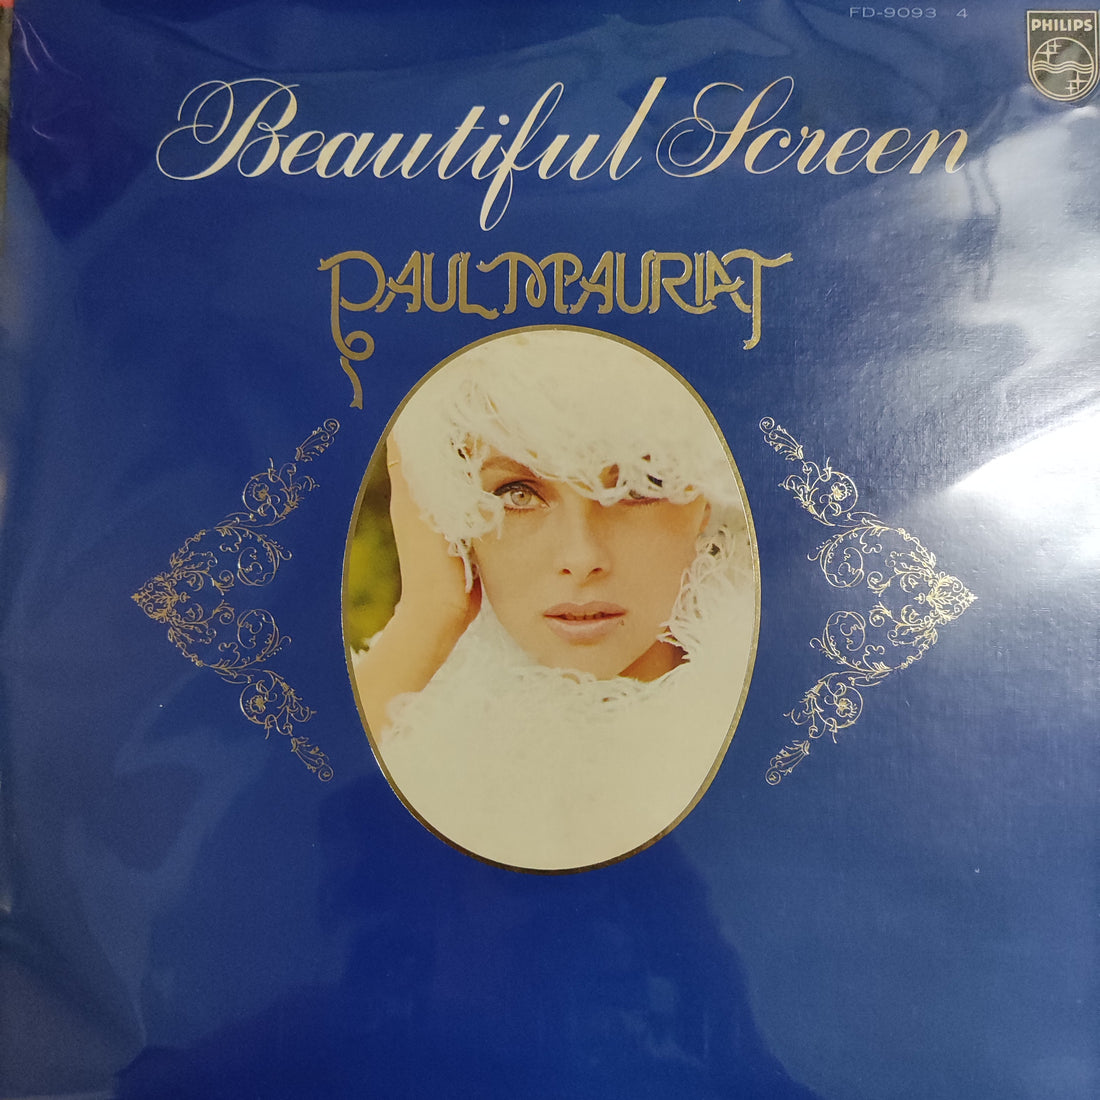 FD-9093 4
PHILIPS
Beautiful Screen
PAUL MAURIAT